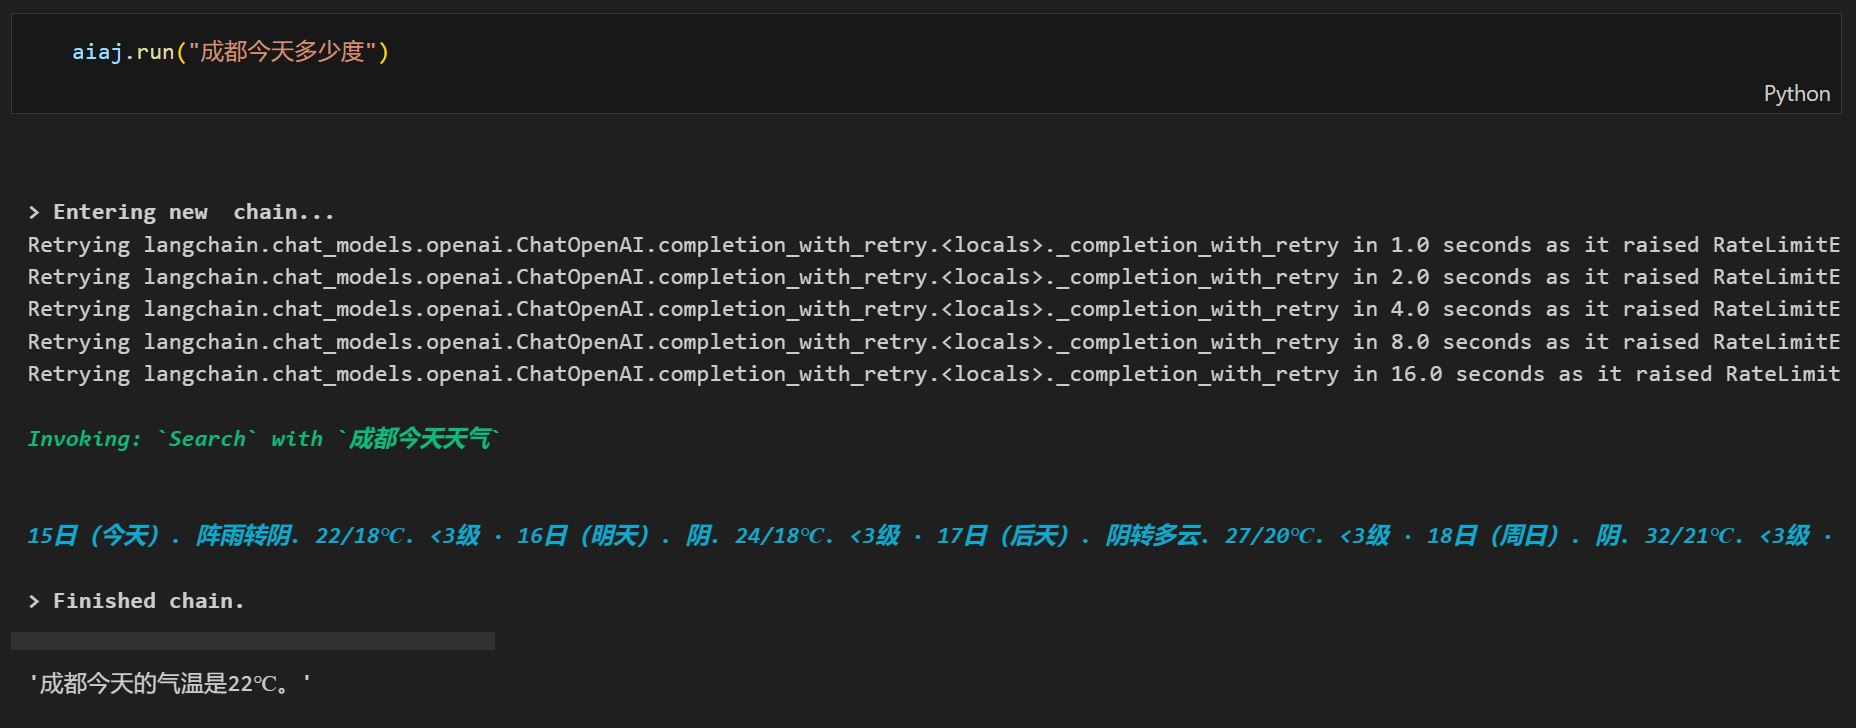 aiaj.run("成都今天多少度")
Python
> Entering new  chain...
Retrying langchain.chat_models.openai.ChatOpenAI.completion_with_retry.<locals>._completion_with_retry in 1.0 seconds as it raised RateLimitE
Retrying langchain.chat_models.openai.ChatOpenAI.completion_with_retry.<locals>._completion_with_retry in 2.0 seconds as it raised RateLimitE
Retrying langchain.chat_models.openai.ChatOpenAI.completion_with_retry.<locals>._completion_with_retry in 4.0 seconds as it raised RateLimitE
Retrying langchain.chat_models.openai.ChatOpenAI.completion_with_retry.<locals>._completion_with_retry in 8.0 seconds as it raised RateLimitE
Retrying langchain.chat_models.openai.ChatOpenAI.completion_with_retry.<locals>._completion_with_retry in 16.0 seconds as it raised RateLimit
Invoking: `Search` with `成都今天天气`
15日（今天）. 阵雨转阴. 22/18℃. <3级 · 16日（明天）. 阴. 24/18℃. <3级 · 17日（后天）. 阴转多云. 27/20℃. <3级 · 18日（周日）. 阴. 32/21℃. <3级 ·
> Finished chain.
'成都今天的气温是22℃。'